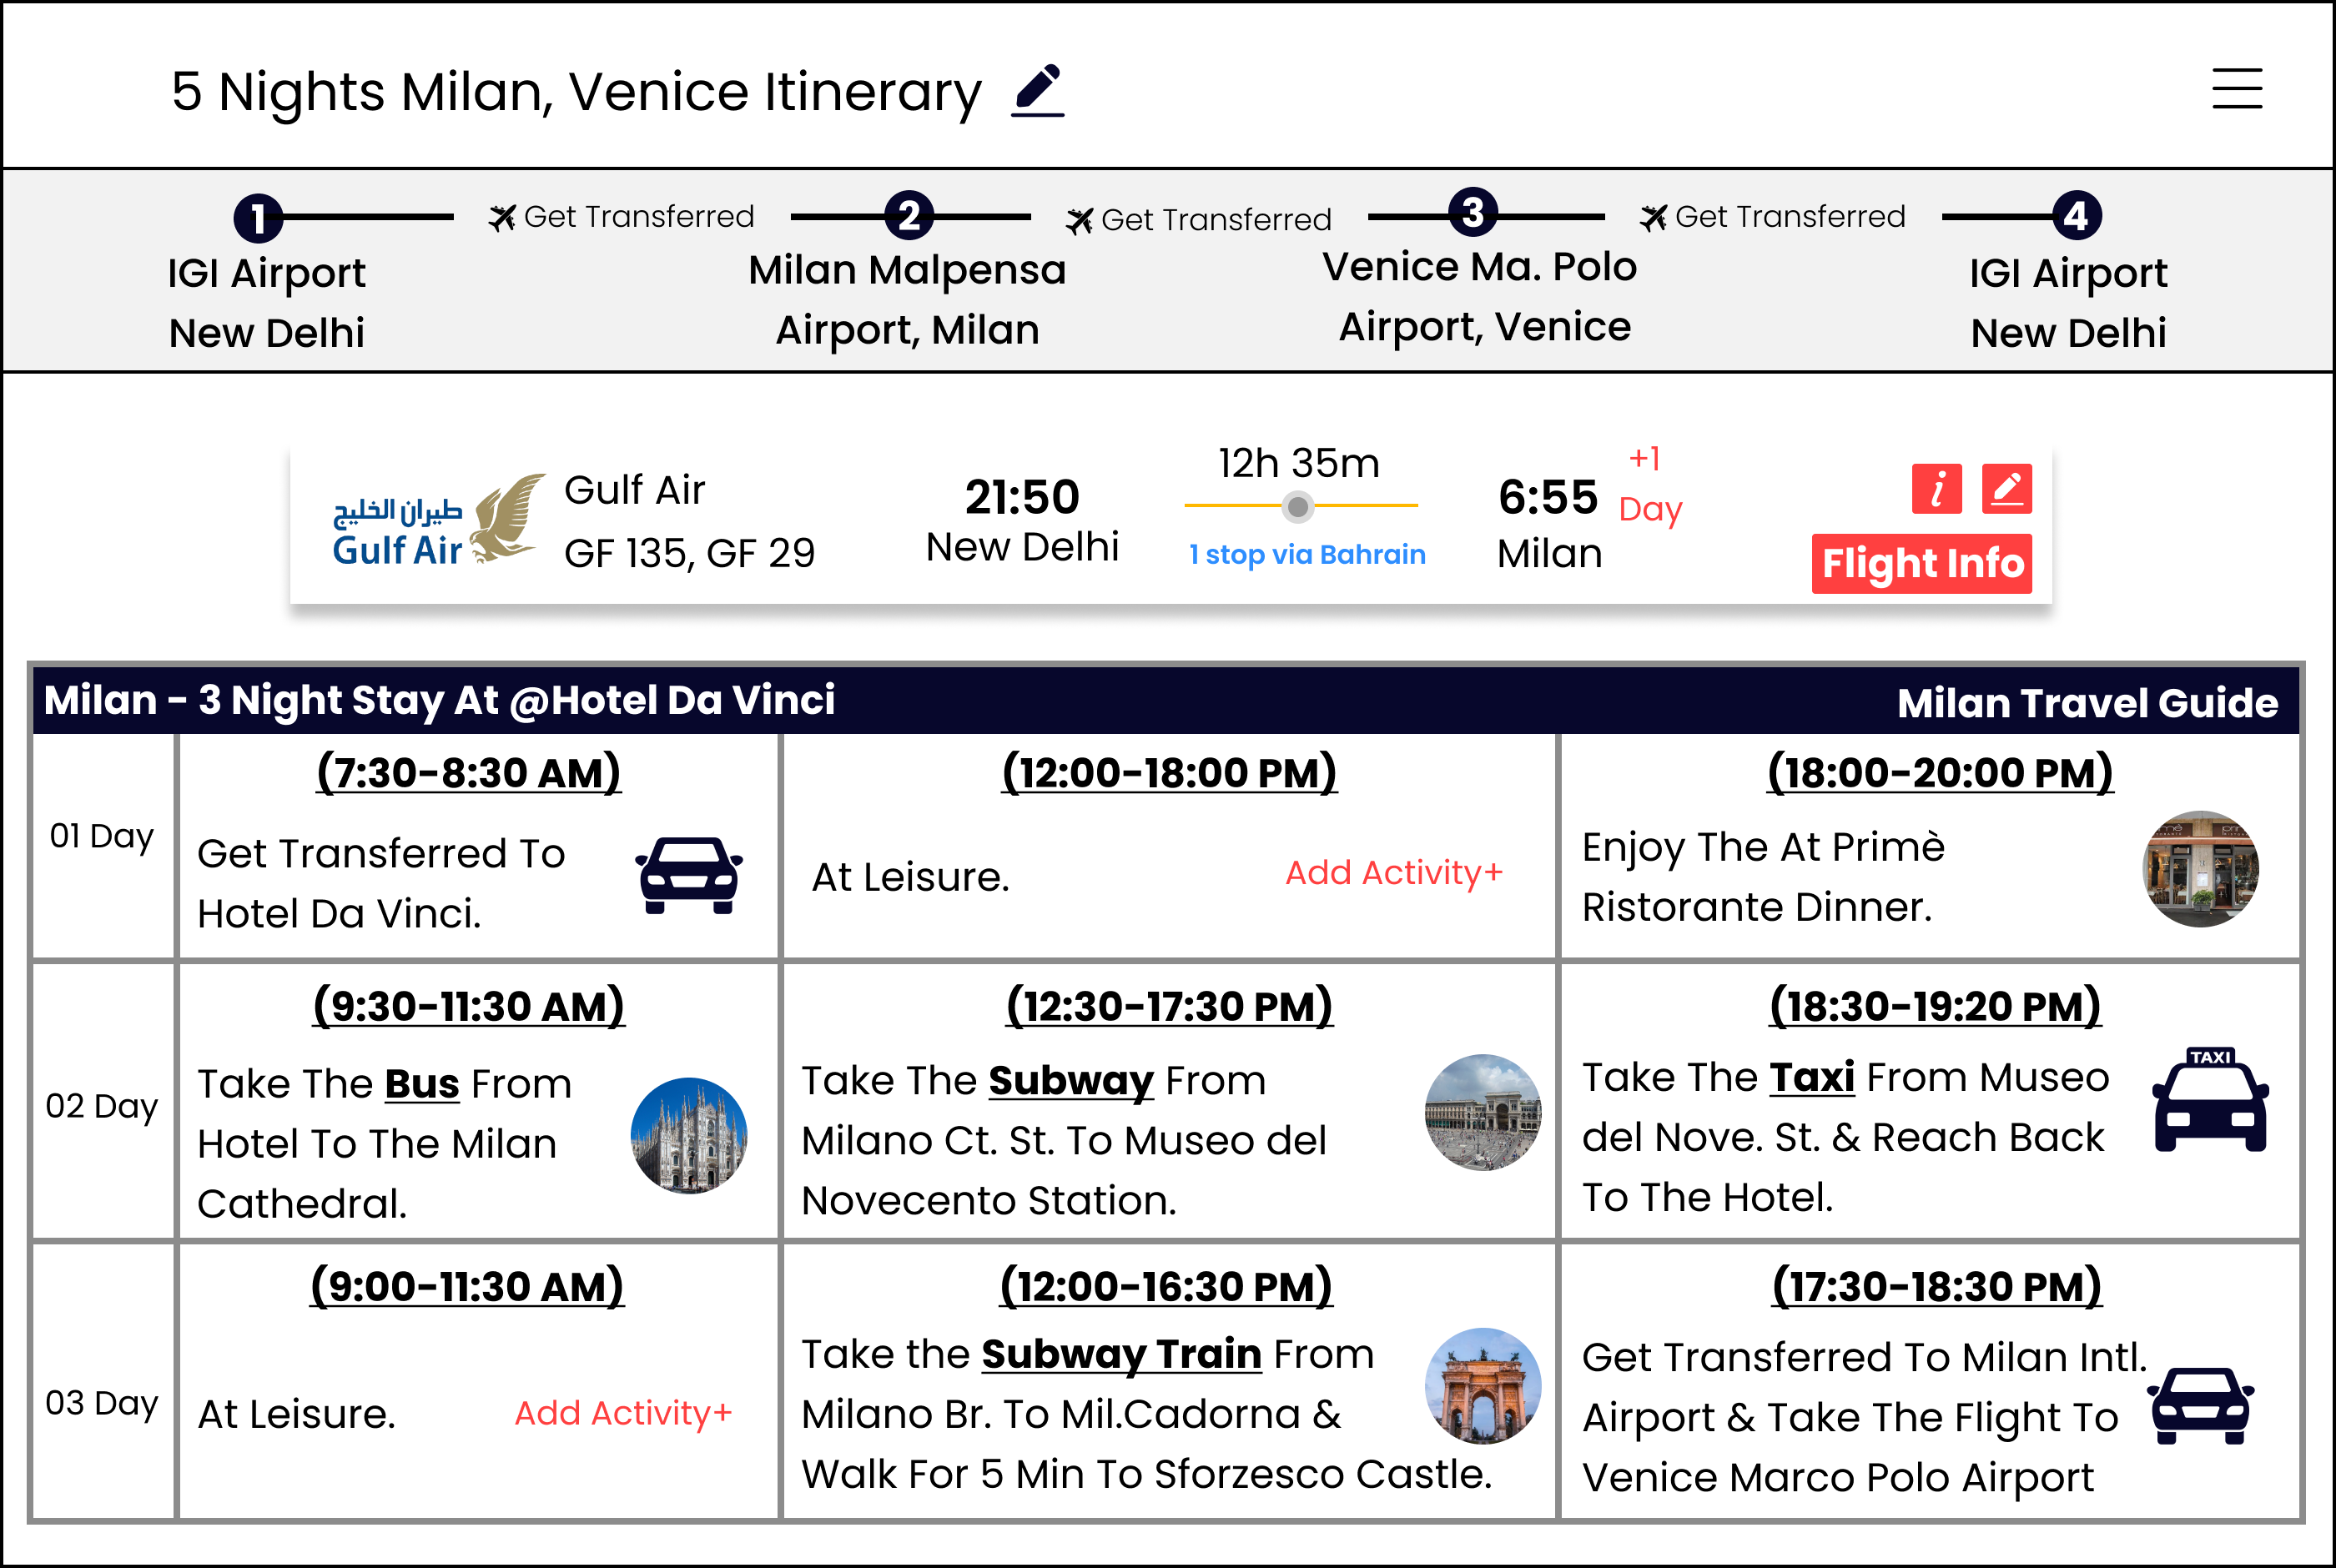 5 Nights Milan, Venice Itinerary
1
Get Transferred
2
Get Transferred
3
Get Transferred
4
IGI Airport
New Delhi
Milan Malpensa
Airport, Milan
Venice Ma. Polo
Airport, Venice
IGI Airport
New Delhi
طيران الخليج
Gulf Air
Gulf Air
GF 135, GF 29
21:50
New Delhi
12h 35m
1 stop via Bahrain
6:55
Milan
+1
Day
i
Flight Info
Milan - 3 Night Stay At @Hotel Da Vinci
Milan Travel Guide
01 Day
(7:30-8:30 AM)
Get Transferred To
Hotel Da Vinci.
(12:00-18:00 PM)
At Leisure.
Add Activity+
(18:00-20:00 PM)
Enjoy The At Primè
Ristorante Dinner.
02 Day
(9:30-11:30 AM)
Take The Bus From
Hotel To The Milan
Cathedral.
(12:30-17:30 PM)
Take The Subway From
Milano Ct. St. To Museo del
Novecento Station.
(18:30-19:20 PM)
Take The Taxi From Museo
del Nove. St. & Reach Back
To The Hotel.
TAXI
03 Day
(9:00-11:30 AM)
At Leisure.
Add Activity+
(12:00-16:30 PM)
Take the Subway Train From
Milano Br. To Mil.Cadorna &
Walk For 5 Min To Sforzesco Castle.
(17:30-18:30 PM)
Get Transferred To Milan Intl.
Airport & Take The Flight To
Venice Marco Polo Airport